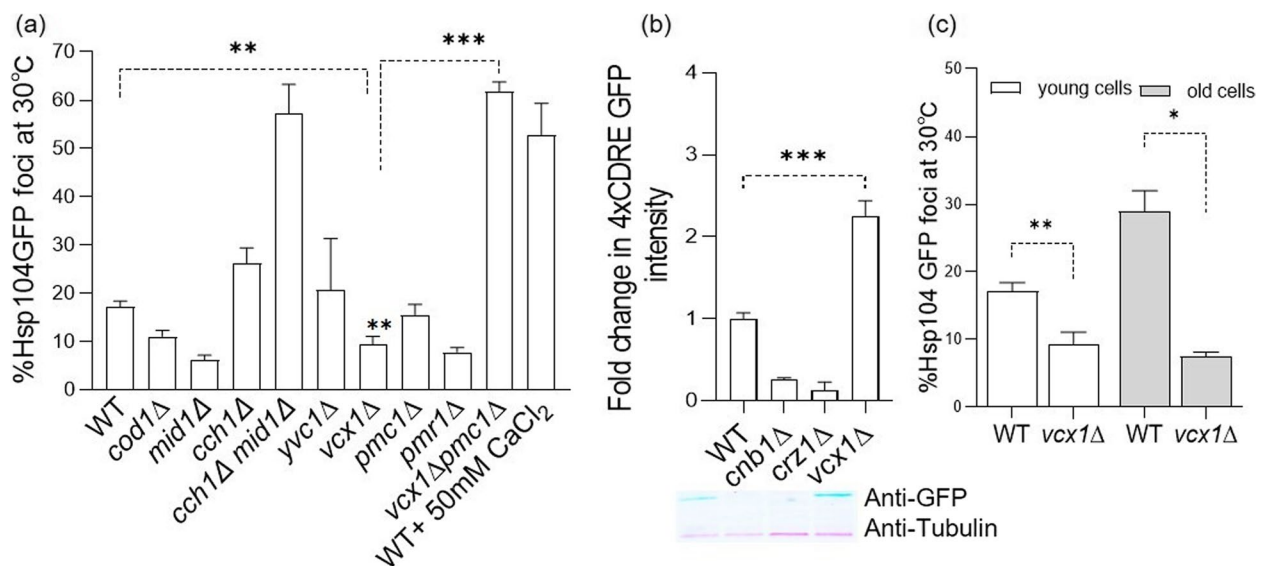 (a)
%Hsp104GFP foci at 30°C
70
60
50
40
30
20
10
0
**
***
**
WT
cod1Δ
mid1Δ
cch1Δ
cch1Δ mid1Δ
yvc1Δ
vcx1Δ
pmc1Δ
pmr1Δ
vcx1Δpmc1Δ
WT+ 50mM CaCl₂
(b)
Fold change in 4xCDRE GFP
intensity
4
2
1
0
***
WT
cnb1Δ
crz1Δ
vcx1Δ
Anti-GFP
Anti-Tubulin
(c)
%Hsp104 GFP foci at 30°C
50
40
30
20
10
0
young cells
old cells
**
*
WT
vcx1Δ
WT
vcx1Δ